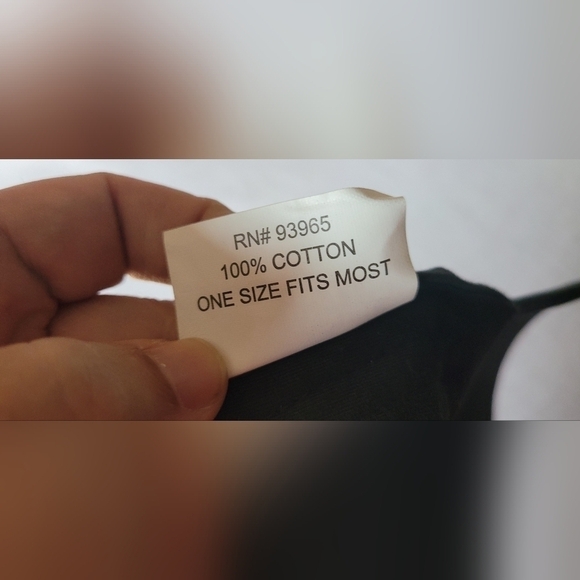 RN# 93965
100% COTTON
ONE SIZE FITS MOST